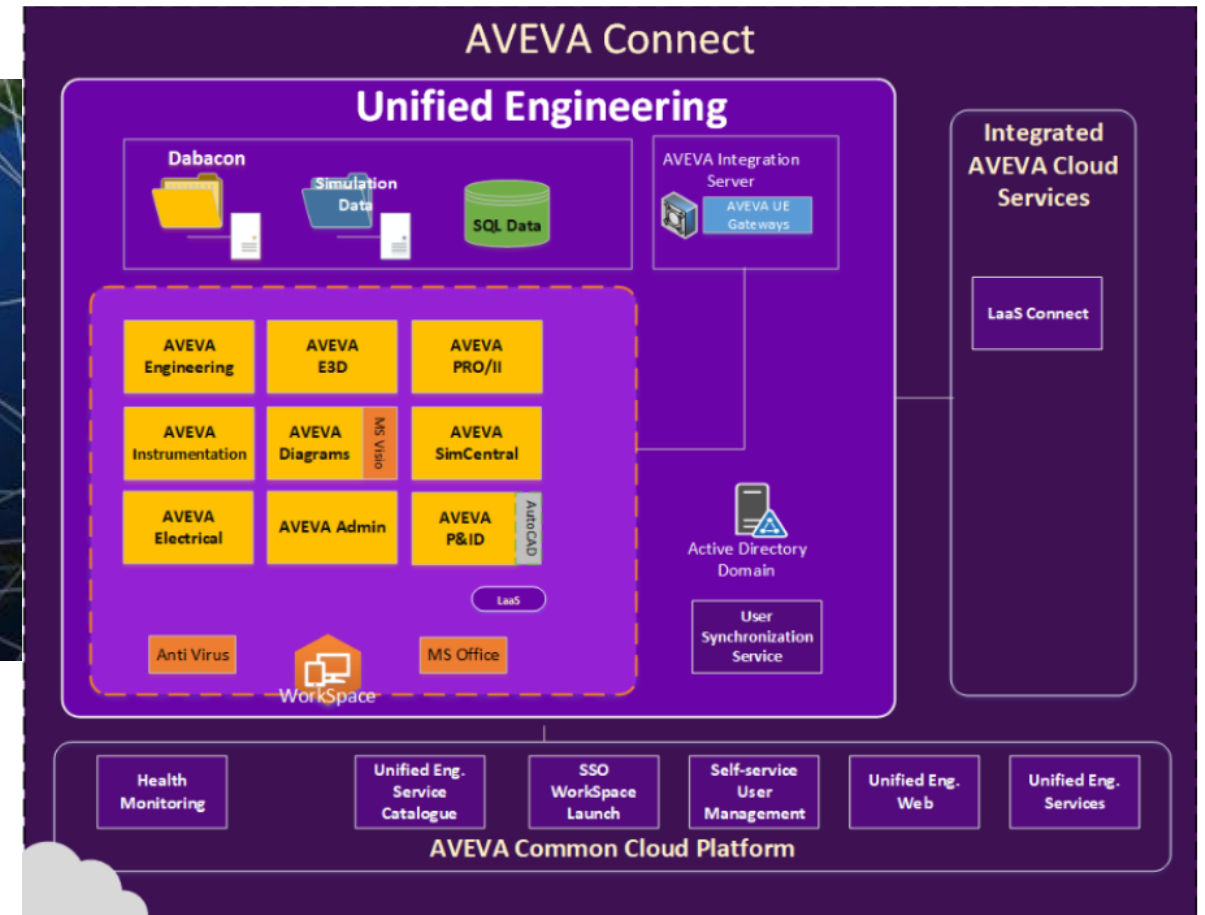 AVEVA Connect
Unified Engineering
Dabacon
Simulation
Data
SQL Data
AVEVA Integration
Server
AVEVA UE
Gateways
Integrated
AVEVA Cloud
Services
LaaS Connect
AVEVA
Engineering
AVEVA
E3D
AVEVA
PRO/II
AVEVA
Instrumentation
AVEVA
Diagrams
MS Visio
AVEVA
SimCentral
AVEVA
Electrical
AVEVA Admin
AVEVA
P&ID
AutoCAD
LaaS
Anti Virus
WorkSpace
MS Office
Active Directory
Domain
User
Synchronization
Service
Health
Monitoring
Unified Eng.
Service
Catalogue
SSO
WorkSpace
Launch
Self-service
User
Management
Unified Eng.
Web
Unified Eng.
Services
AVEVA Common Cloud Platform